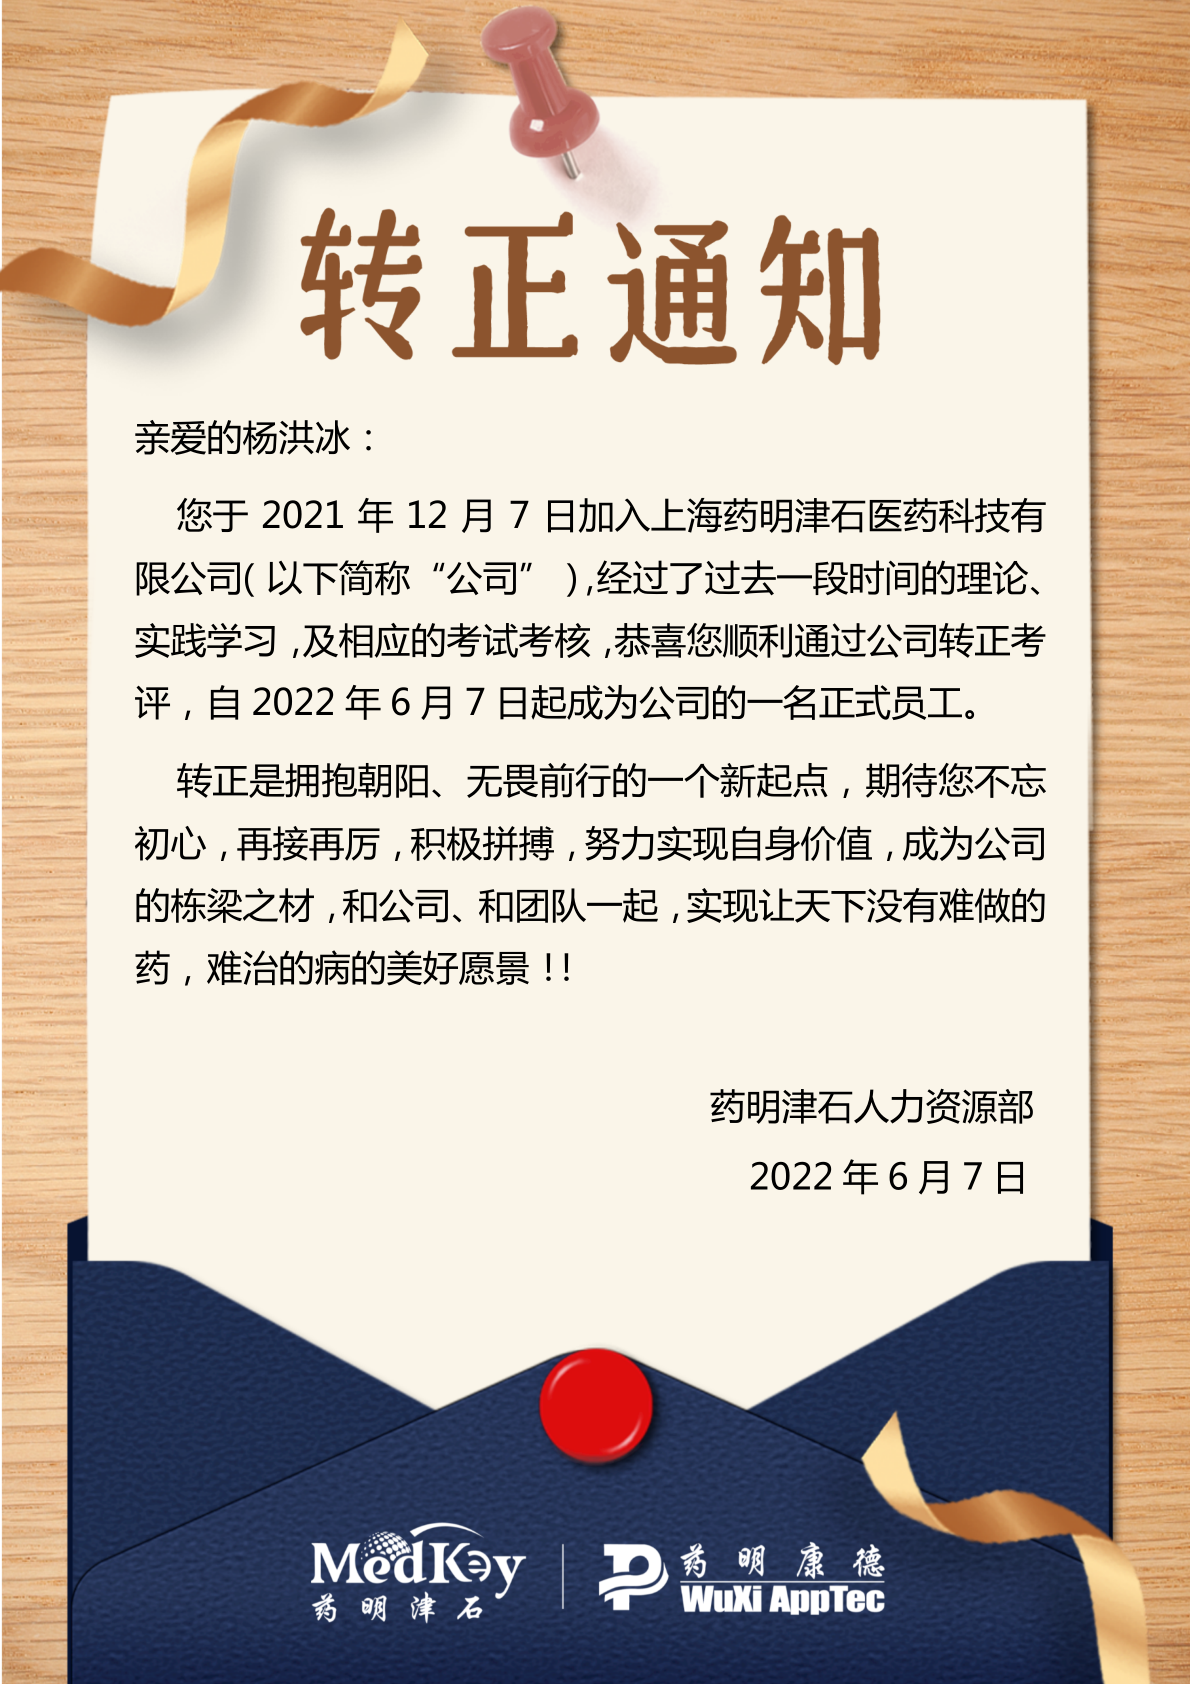 转正通知
亲爱的杨洪冰：
您于 2021 年 12 月 7 日加入上海药明津石医药科技有
限公司(以下简称“公司”),经过了过去一段时间的理论、
实践学习,及相应的考试考核,恭喜您顺利通过公司转正考
评，自 2022 年 6 月 7 日起成为公司的一名正式员工。
转正是拥抱朝阳、无畏前行的一个新起点，期待您不忘
初心,再接再厉,积极拼搏,努力实现自身价值,成为公司
的栋梁之材,和公司、和团队一起,实现让天下没有难做的
药，难治的病的美好愿景！！
药明津石人力资源部
2022 年 6 月 7 日
MedKey
药明津石
药明康德
WuXi AppTec